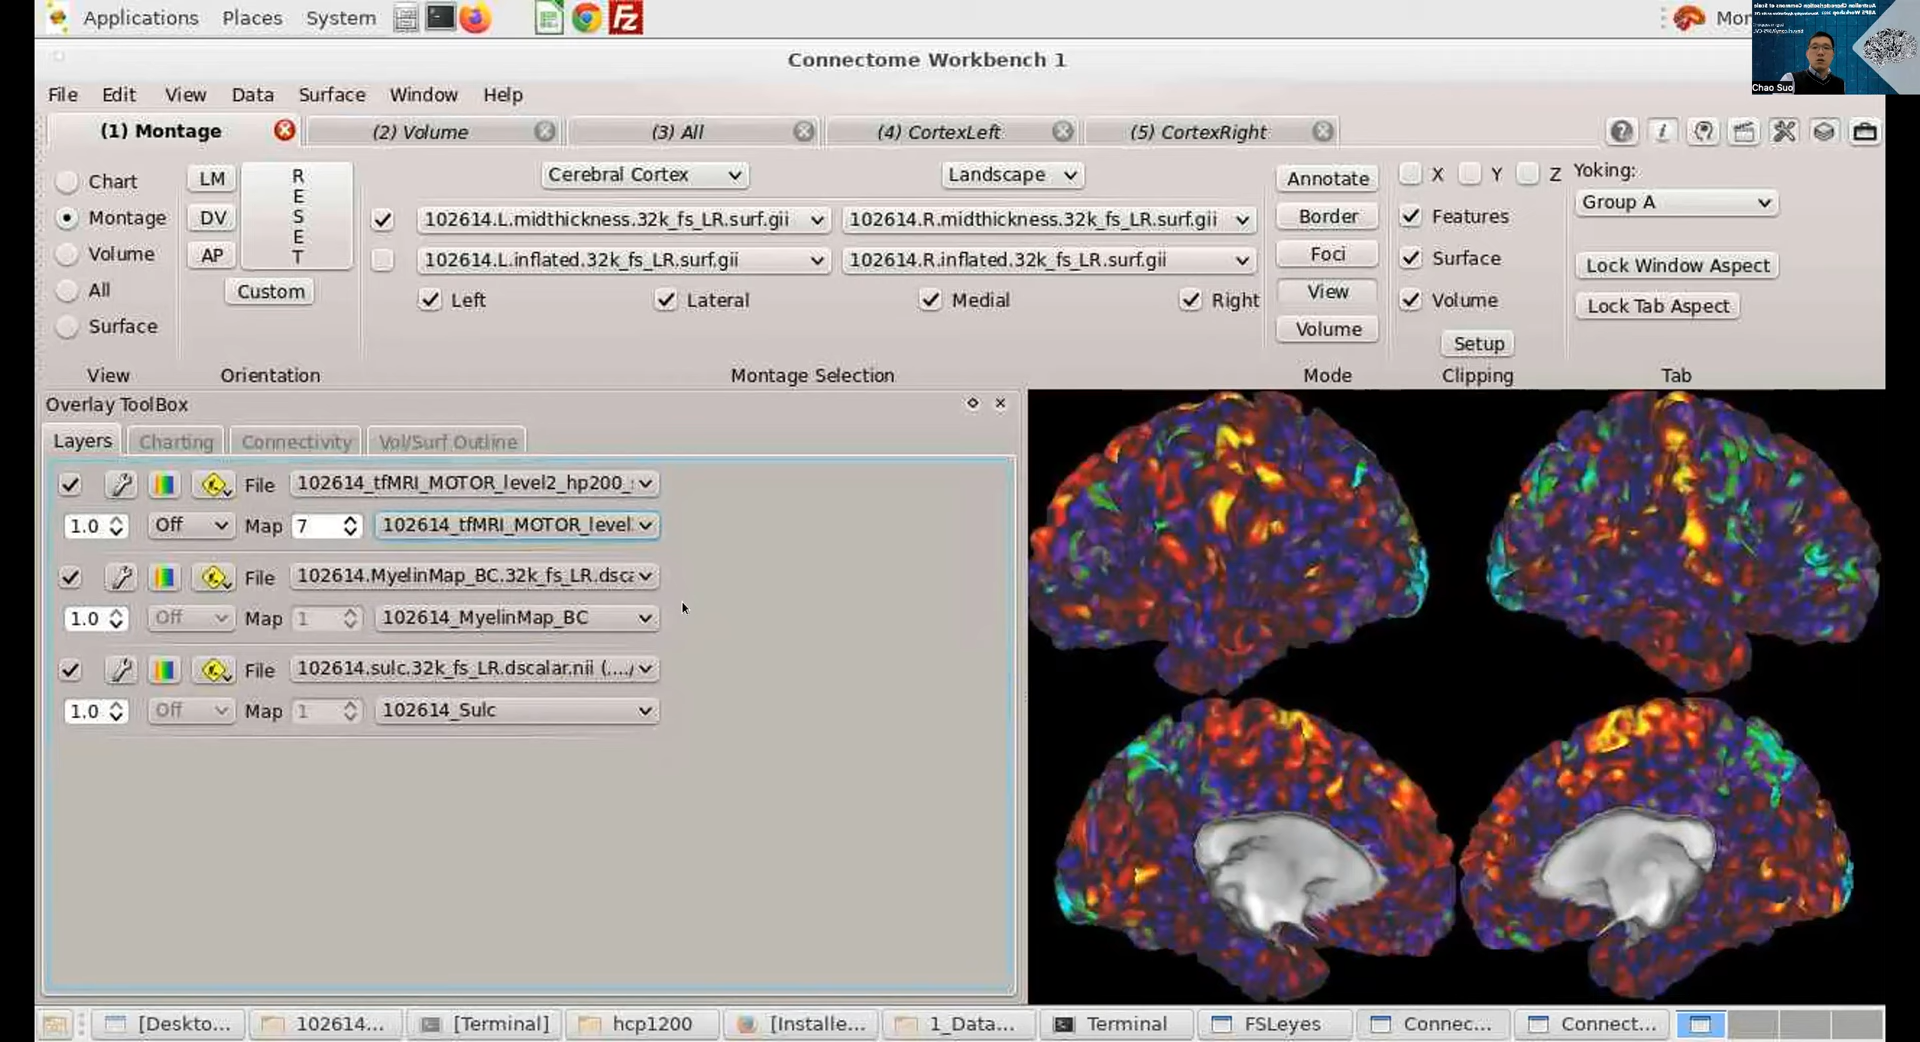 Applications Places System
Mor
Connectome Workbench 1
File Edit View Data Surface Window Help
(1) Montage (2) Volume (3) All (4) CortexLeft (5) CortexRight
Chart
Montage
Volume
All
Surface
View
LM
DV
AP
RESET
Custom
Orientation
Cerebral Cortex Landscape
102614.L.midthickness.32k_fs_LR.surf.gii 102614.R.midthickness.32k_fs_LR.surf.gii
102614.L.inflated.32k_fs_LR.surf.gii 102614.R.inflated.32k_fs_LR.surf.gii
Left Lateral Medial Right
Montage Selection
Annotate
Border
Foci
View
Volume
Mode
X Y Z
Features
Surface
Volume
Setup
Clipping
Yoking:
Group A
Lock Window Aspect
Lock Tab Aspect
Tab
Chao Suo
Overlay ToolBox
Layers Charting Connectivity Vol/Surf Outline
File 102614_tfMRI_MOTOR_level2_hp200_
1.0 Off Map 7 102614_tfMRI_MOTOR_level
File 102614.MyelinMap_BC.32k_fs_LR.dsca
1.0 Off Map 1 102614_MyelinMap_BC
File 102614.sulc.32k_fs_LR.dscalar.nii (..../
1.0 Off Map 1 102614_Sulc
[Deskto... 102614... [Terminal] hcp1200 [Installe... 1_Data... Terminal FSLeyes Connec... Connect...